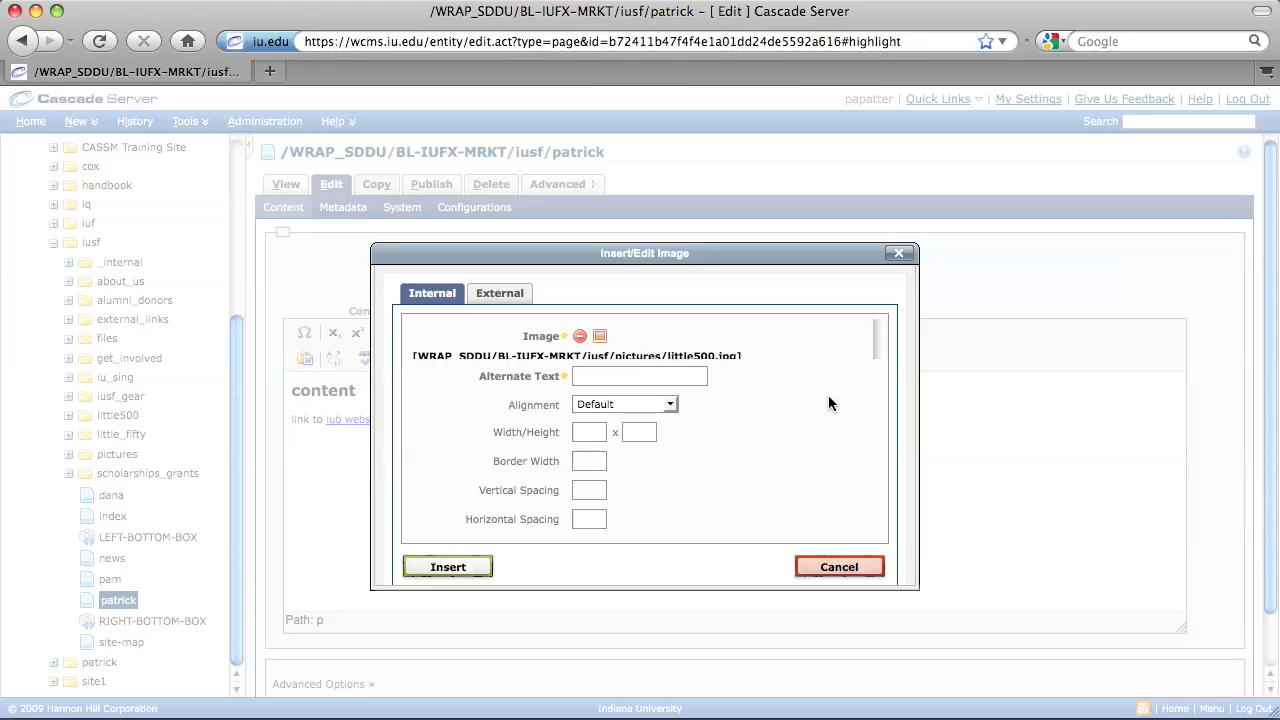 /WRAP_SDDU/BL-IUFX-MRKT/iusf/patrick – [ Edit ] Cascade Server
iu.edu https://wcms.iu.edu/entity/edit.act?type=page&id=b72411b47f4f4e1a01dd24de5592a616#highlight Google
/WRAP_SDDU/BL-IUFX-MRKT/iusf...
Cascade Server papatter | Quick Links | My Settings | Give Us Feedback | Help | Log Out
Home New History Tools Administration Help Search
CASSM Training Site
cox
handbook
iq
iuf
iusf
_internal
about_us
alumni_donors
external_links
files
get_involved
iu_sing
iusf_gear
little500
little_fifty
pictures
scholarships_grants
dana
index
LEFT-BOTTOM-BOX
news
pam
patrick
RIGHT-BOTTOM-BOX
site-map
patrick
site1
/WRAP_SDDU/BL-IUFX-MRKT/iusf/patrick
View Edit Copy Publish Delete Advanced
Content Metadata System Configurations
Con
content
link to iub webs
Path: p
Advanced Options »
Insert/Edit Image
Internal External
Image
[WRAP_SDDU/BL-IUFX-MRKT/iusf/pictures/little500.jpg]
Alternate Text
Alignment Default
Width/Height x
Border Width
Vertical Spacing
Horizontal Spacing
Insert Cancel
© 2009 Hannon Hill Corporation Indiana University | Home | Menu | Log Out